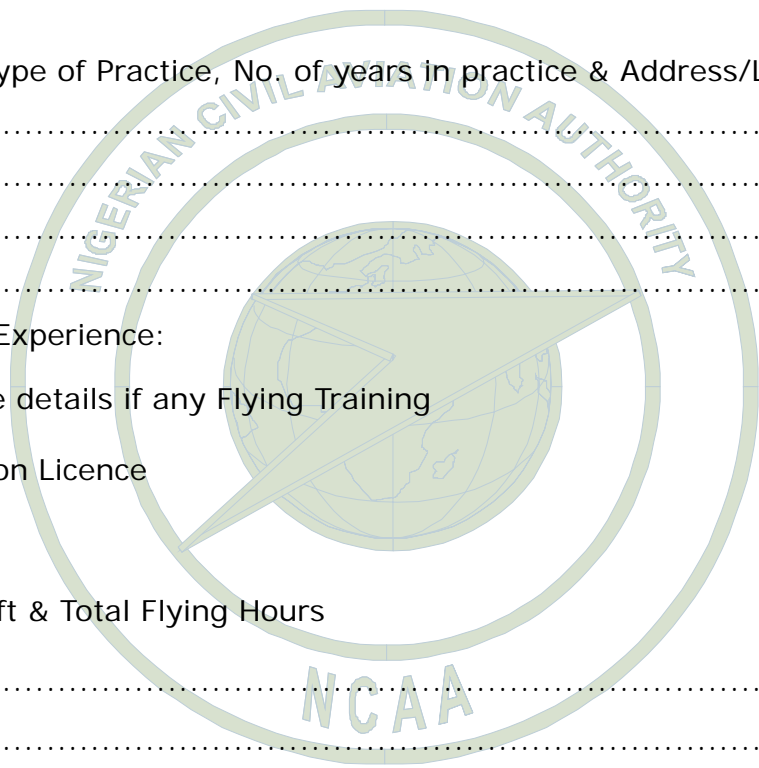 ype of Practice, No. of years in practice & Address/L
NIGERIAN CIVIL AVIATION AUTHORITY
Experience:
e details if any Flying Training
on Licence
ft & Total Flying Hours
NCAA